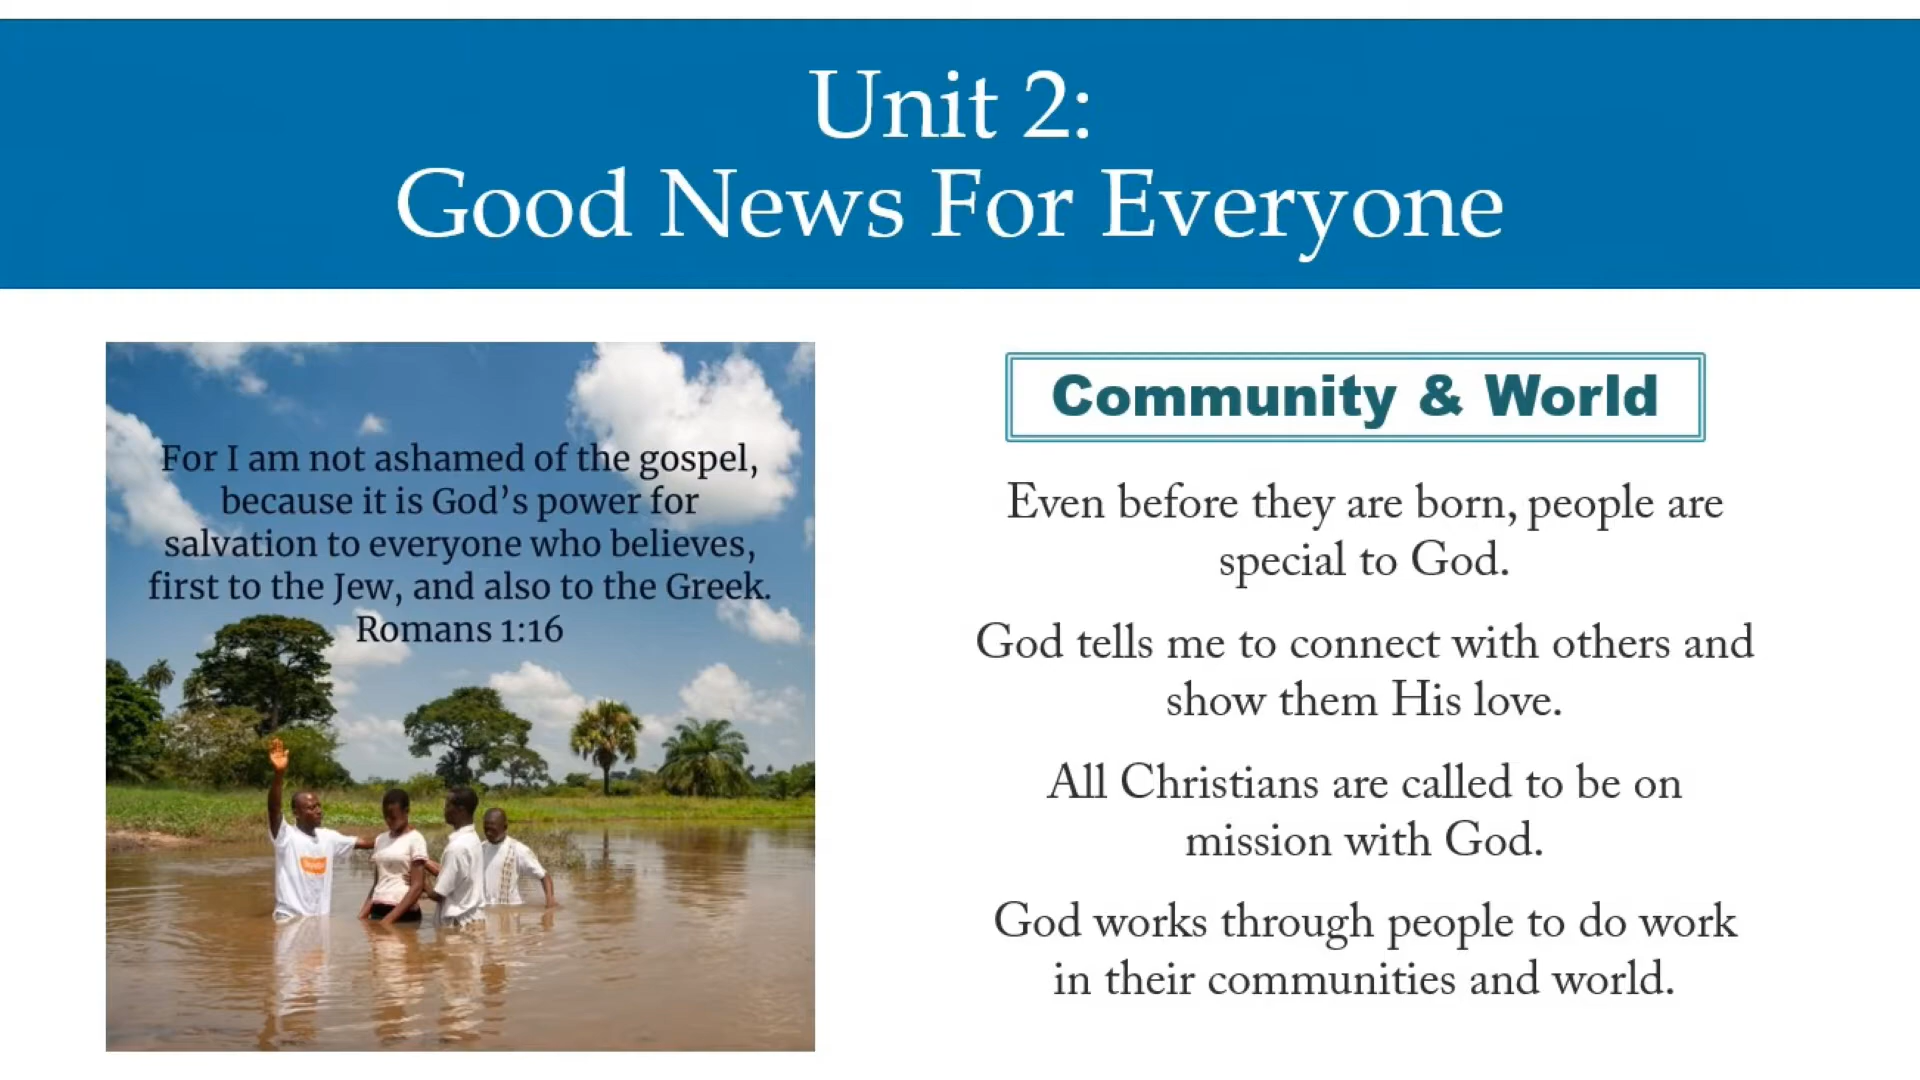 Unit 2:
Good News For Everyone
For I am not ashamed of the gospel,
because it is God’s power for
salvation to everyone who believes,
first to the Jew, and also to the Greek.
Romans 1:16
Community & World
Even before they are born, people are
special to God.
God tells me to connect with others and
show them His love.
All Christians are called to be on
mission with God.
God works through people to do work
in their communities and world.